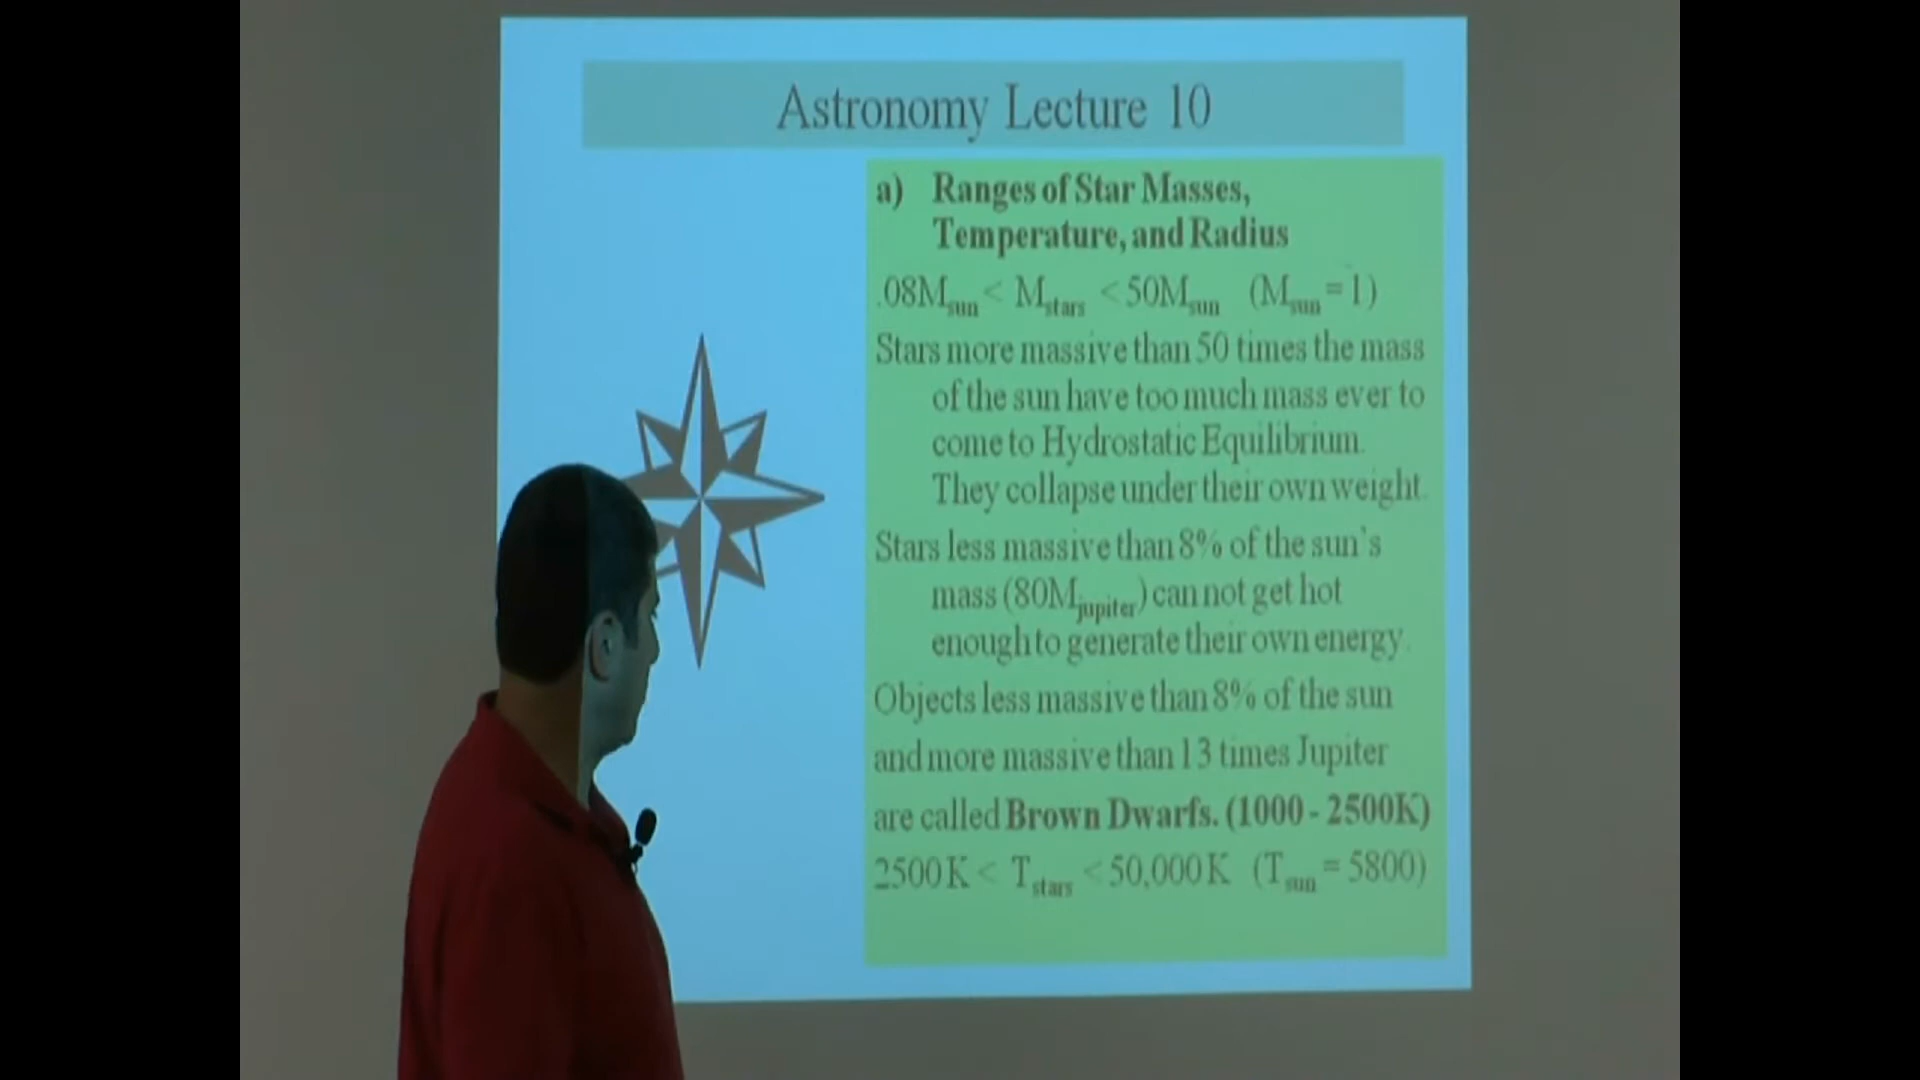 Astronomy Lecture 10
a) Ranges of Star Masses,
Temperature, and Radius
.08Msun < Mstars < 50Msun (Msun = 1)
Stars more massive than 50 times the mass
of the sun have too much mass ever to
come to Hydrostatic Equilibrium.
They collapse under their own weight.
Stars less massive than 8% of the sun's
mass (80Mjupiter) can not get hot
enough to generate their own energy.
Objects less massive than 8% of the sun
and more massive than 13 times Jupiter
are called Brown Dwarfs. (1000 - 2500K)
2500K < Tstars < 50,000K (Tsun = 5800)